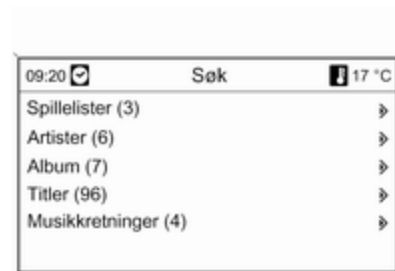 09:20 Søk 17 °C
Spillelister (3)
Artister (6)
Album (7)
Titler (96)
Musikkretninger (4)